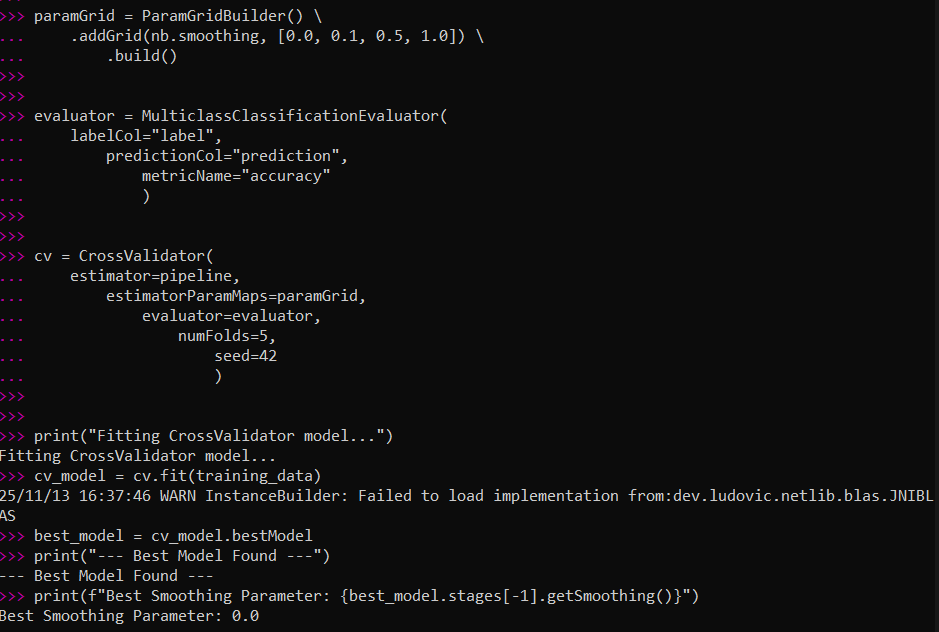 >>> paramGrid = ParamGridBuilder() \
...     .addGrid(nb.smoothing, [0.0, 0.1, 0.5, 1.0]) \
...         .build()
>>>
>>>
>>> evaluator = MulticlassClassificationEvaluator(
...     labelCol="label",
...         predictionCol="prediction",
...             metricName="accuracy"
...             )
>>>
>>>
>>> cv = CrossValidator(
...     estimator=pipeline,
...         estimatorParamMaps=paramGrid,
...             evaluator=evaluator,
...                 numFolds=5,
...                     seed=42
...                     )
>>>
>>>
>>> print("Fitting CrossValidator model...")
Fitting CrossValidator model...
>>> cv_model = cv.fit(training_data)
25/11/13 16:37:46 WARN InstanceBuilder: Failed to load implementation from:dev.ludovic.netlib.blas.JNIBL
AS
>>> best_model = cv_model.bestModel
>>> print("--- Best Model Found ---")
--- Best Model Found ---
>>> print(f"Best Smoothing Parameter: {best_model.stages[-1].getSmoothing()}")
Best Smoothing Parameter: 0.0